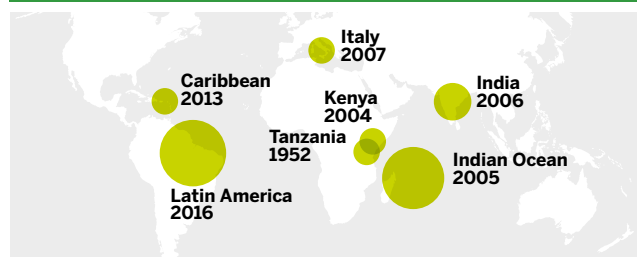 Italy
2007
Caribbean
2013
India
2006
Kenya
2004
Tanzania
1952
Indian Ocean
2005
Latin America
2016